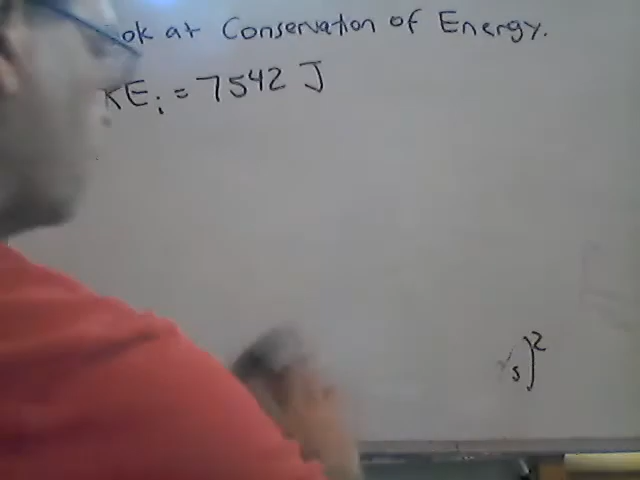 ok at Conservation of Energy.
KEi = 7542 J
s)²